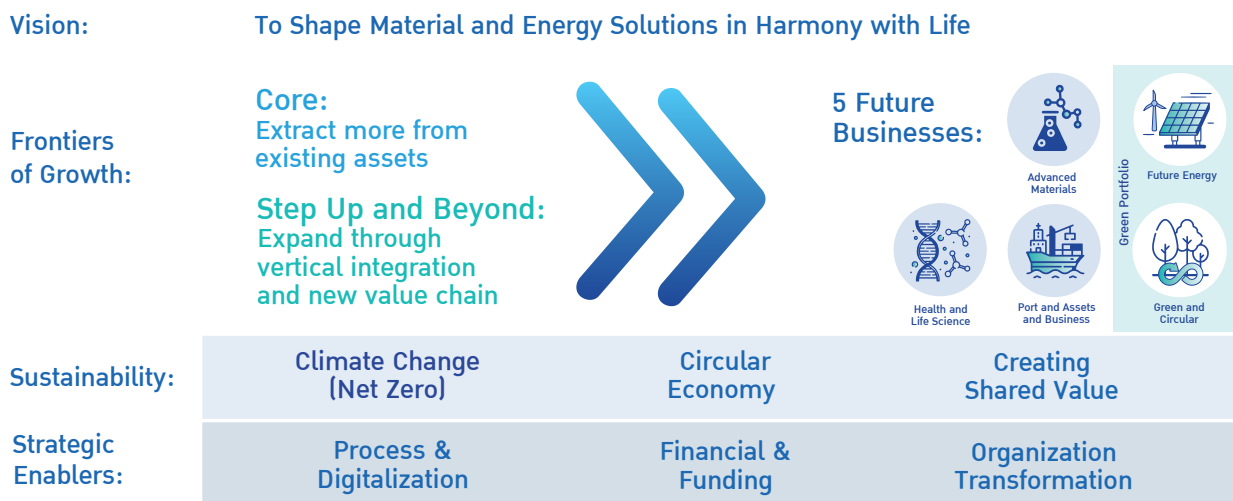 Vision:
To Shape Material and Energy Solutions in Harmony with Life
Frontiers
of Growth:
Core:
Extract more from
existing assets
Step Up and Beyond:
Expand through
vertical integration
and new value chain
5 Future
Businesses:
Advanced
Materials
Health and
Life Science
Port and Assets
and Business
Green Portfolio
Future Energy
Green and
Circular
Sustainability:
Climate Change
(Net Zero)
Circular
Economy
Creating
Shared Value
Strategic
Enablers:
Process &
Digitalization
Financial &
Funding
Organization
Transformation